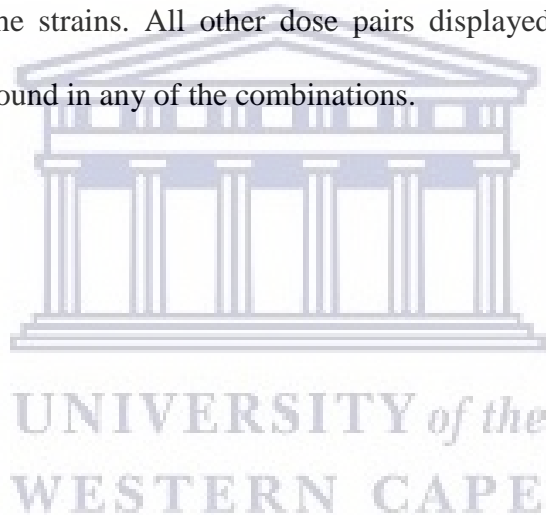 ne strains. All other dose pairs displayed
ound in any of the combinations.
UNIVERSITY of the
WESTERN CAPE